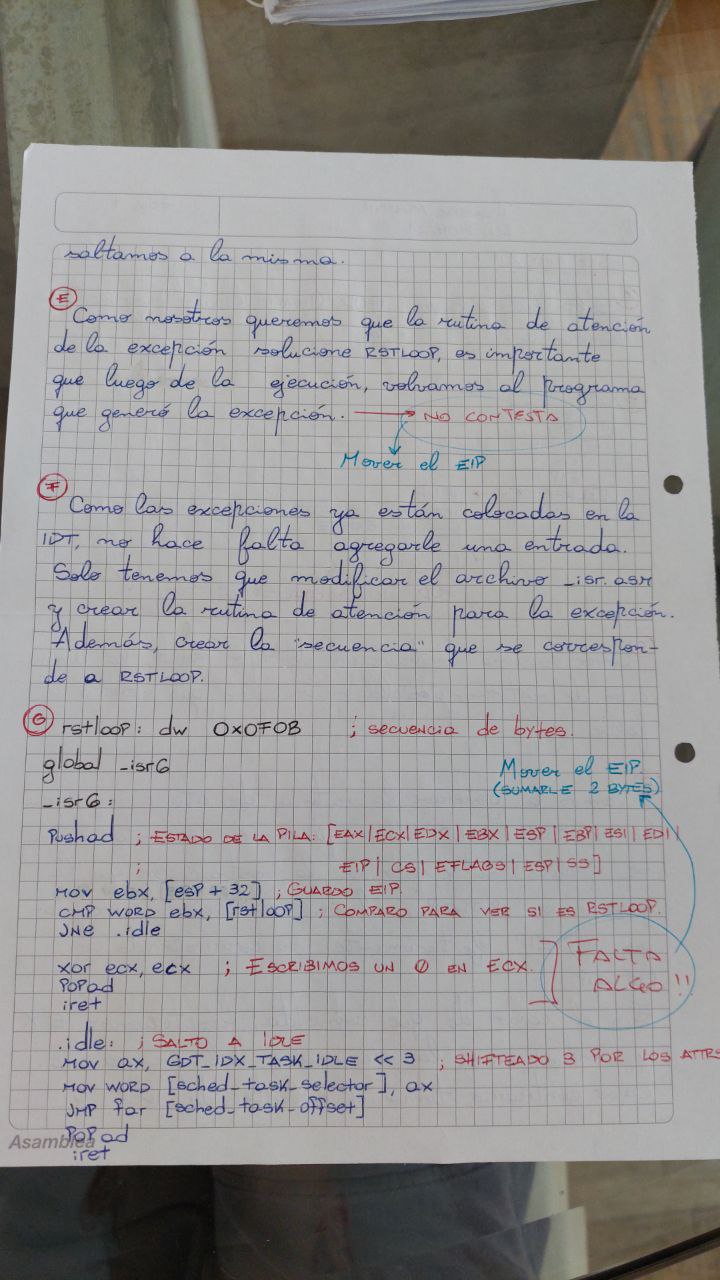 saltamos a la misma.
E
Como nosotros queremos que la rutina de atención
de la excepción solucione RSTLOOP, es importante
que luego de la ejecución, volvamos al programa
que generó la excepción. → NO CONTESTA
Mover el EIP
F
Como las excepciones ya están colocadas en la
IDT, no hace falta agregarle una entrada.
Solo tenemos que modificar el archivo _isr.asm
y crear la rutina de atención para la excepción.
Además, crear la "secuencia" que se correspon-
de a RSTLOOP.
G rstloop: dw 0x0F0B ; secuencia de bytes.
global _isr6
Mover el EIP.
(SUMARLE 2 BYTES)
_isr6:
Pushad ; ESTADO DE LA PILA: [EAX|ECX|EDX|EBX|ESP|EBP|ESI|EDI|
; EIP|CS|EFLAGS|ESP|SS]
MOV ebx, [esp + 32] ; GUARDO EIP.
CMP WORD ebx, [rstloop] ; COMPARO PARA VER SI ES RSTLOOP.
JNe .idle
xor ecx, ecx ; ESCRIBIMOS UN 0 EN ECX.
POPad
iret
FALTA
ALGO!!
.idle: ; SALTO A IDLE
MOV ax, GDT_IDX_TASK_IDLE << 3 ; SHIFTEADO 3 POR LOS ATTRS
MOV WORD [sched_task_selector], ax
JMP far [sched_task_offset]
POPad
iret
Asamblea